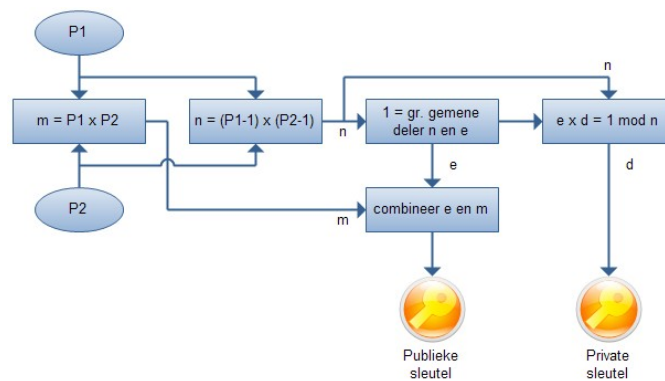 P1
n
m = P1 x P2
n = (P1-1) x (P2-1)
n
1 = gr. gemene
deler n en e
e x d = 1 mod n
e
d
P2
m
combineer e en m
Publieke
sleutel
Private
sleutel